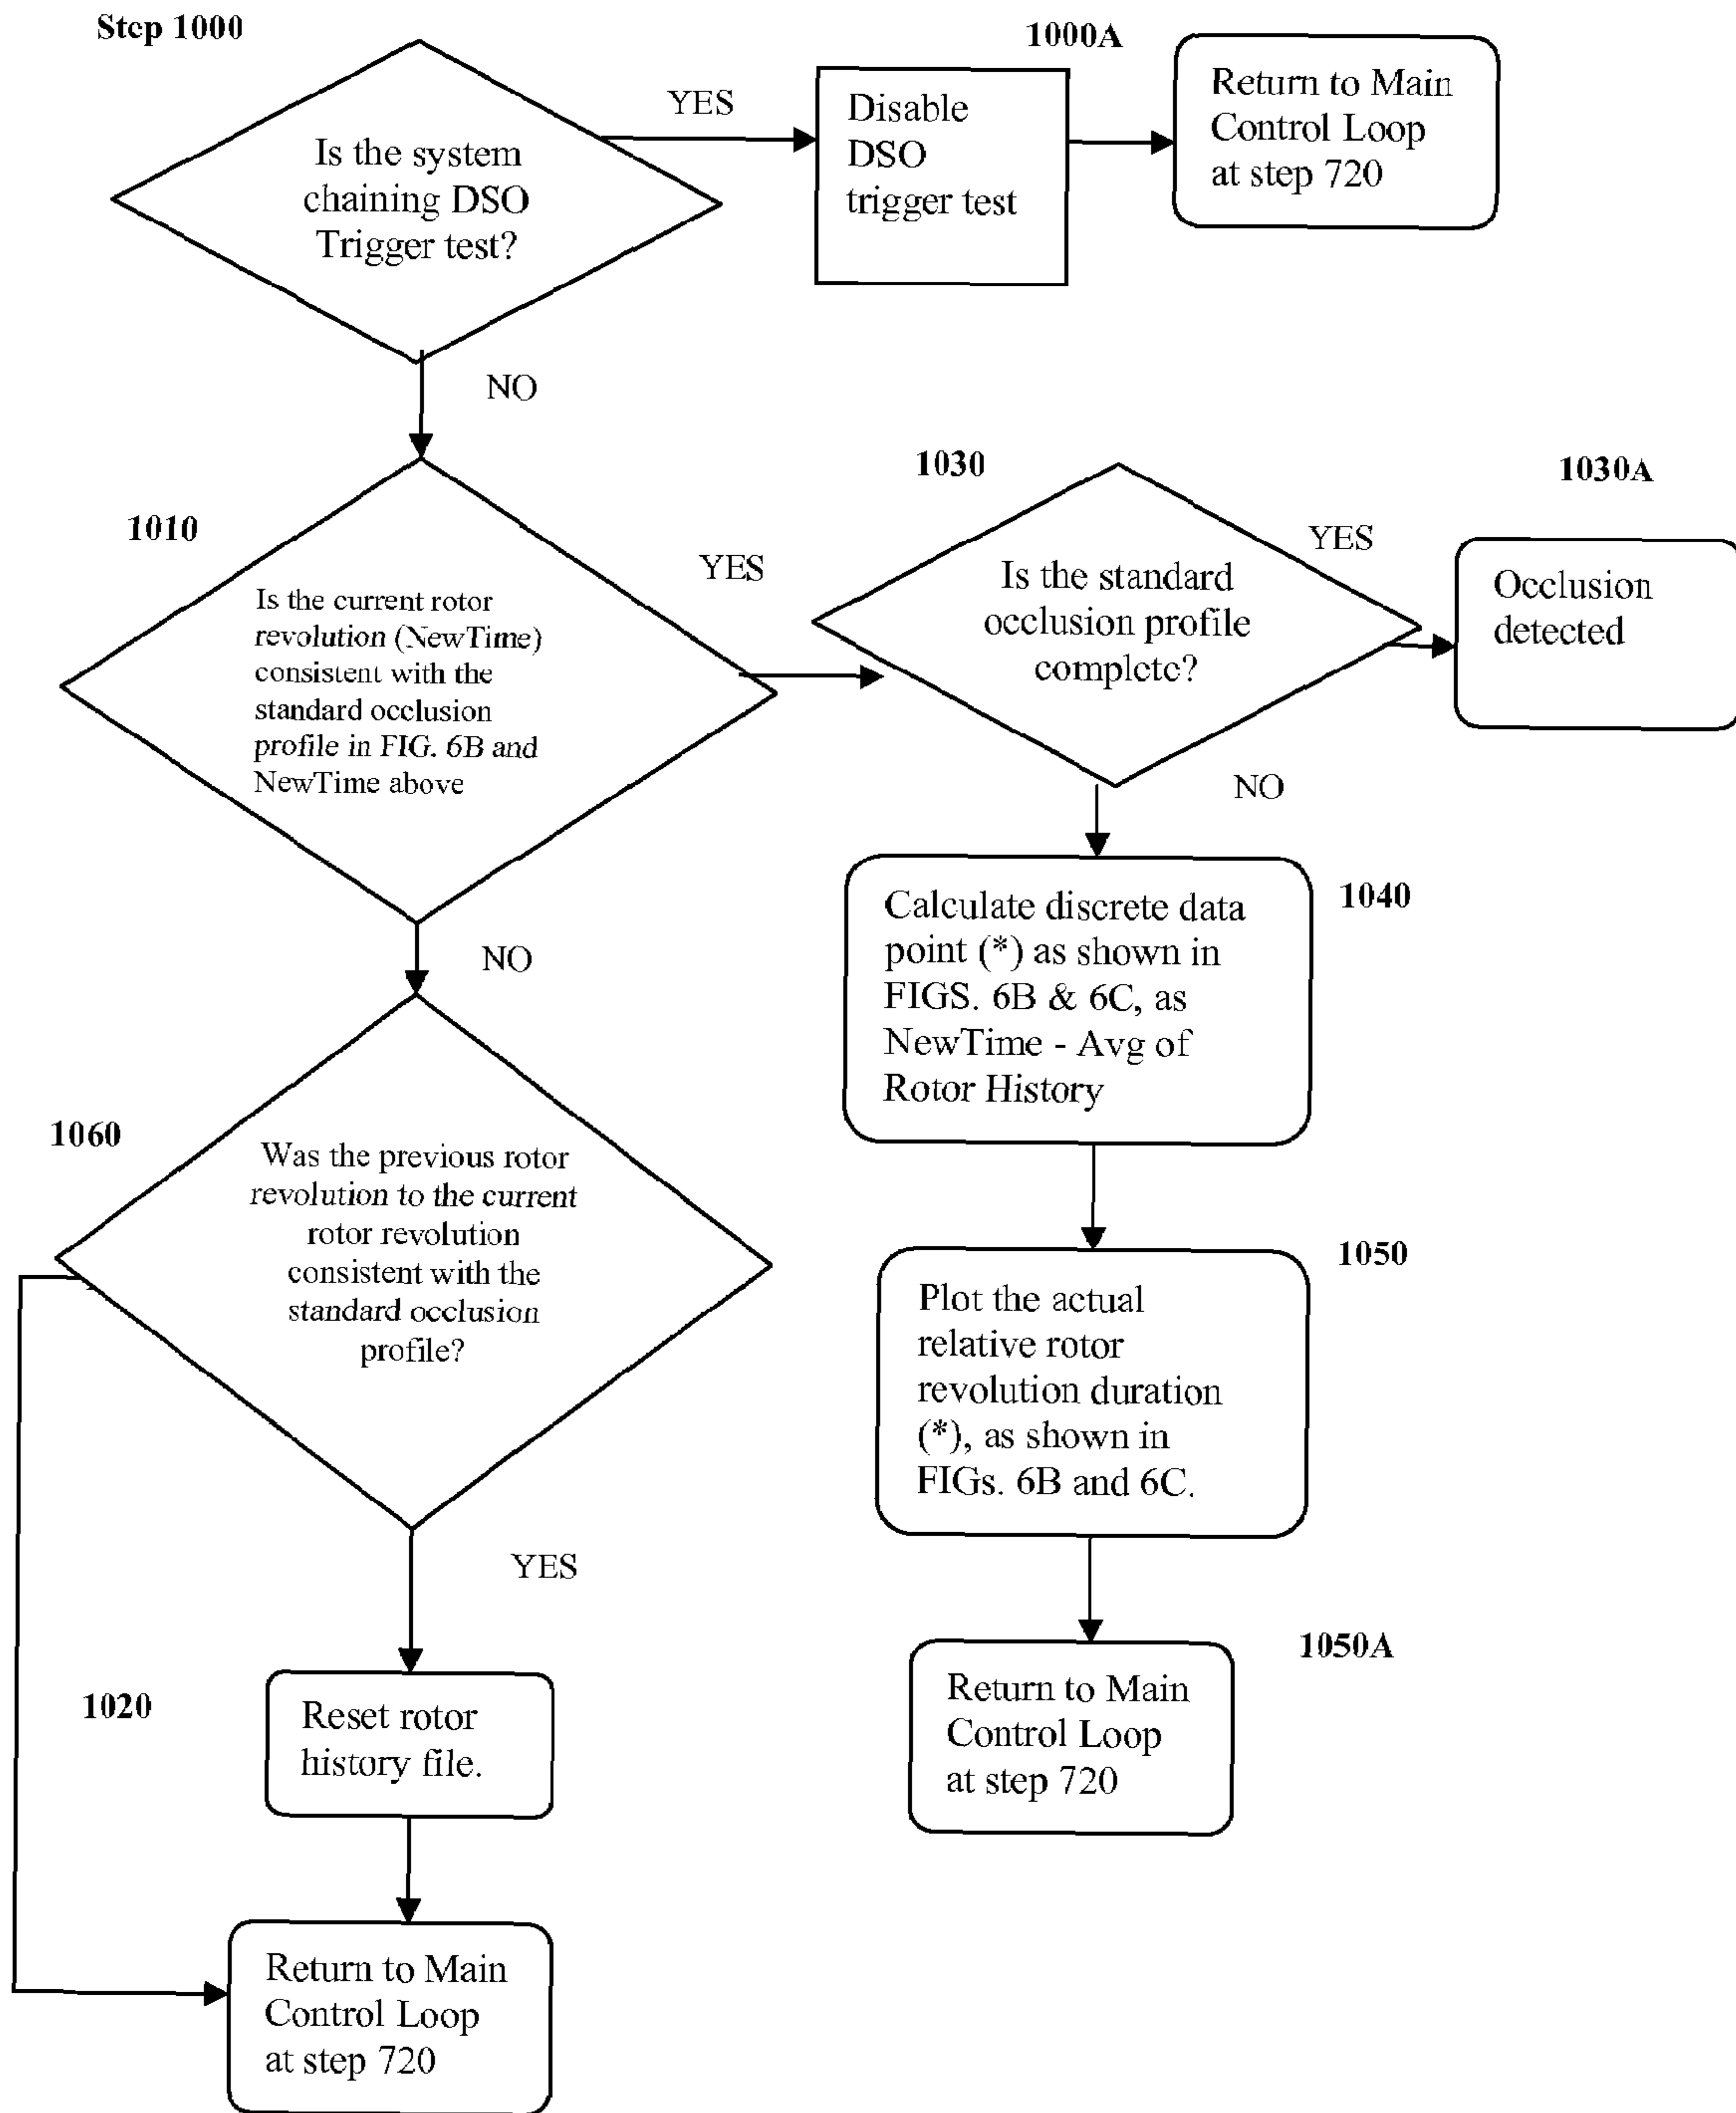 Step 1000
Is the system
chaining DSO
Trigger test?
YES
1000A
Disable
DSO
trigger test
Return to Main
Control Loop
at step 720
NO
1010
Is the current rotor
revolution (NewTime)
consistent with the
standard occlusion
profile in FIG. 6B and
NewTime above
YES
1030
Is the standard
occlusion profile
complete?
YES
1030A
Occlusion
detected
NO
1040
Calculate discrete data
point (*) as shown in
FIGS. 6B & 6C, as
NewTime - Avg of
Rotor History
1050
Plot the actual
relative rotor
revolution duration
(*), as shown in
FIGs. 6B and 6C.
1050A
Return to Main
Control Loop
at step 720
NO
1060
Was the previous rotor
revolution to the current
rotor revolution
consistent with the
standard occlusion
profile?
YES
1020
Reset rotor
history file.
Return to Main
Control Loop
at step 720